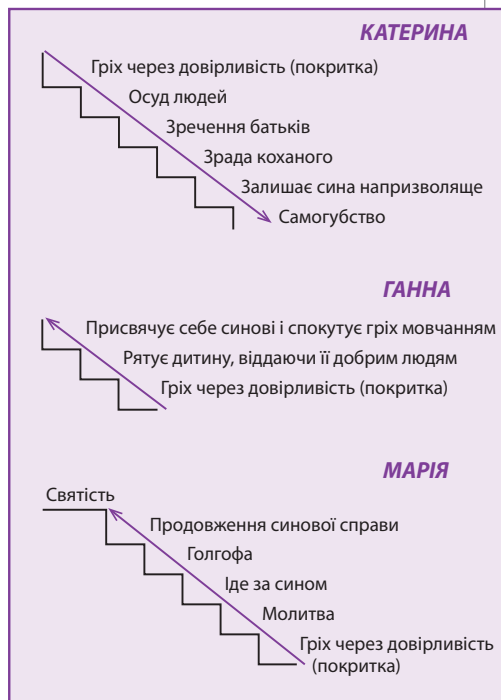 КАТЕРИНА
Гріх через довірливість (покритка)
Осуд людей
Зречення батьків
Зрада коханого
Залишає сина напризволяще
Самогубство
ГАННА
Присвячує себе синові і спокутує гріх мовчанням
Рятує дитину, віддаючи її добрим людям
Гріх через довірливість (покритка)
МАРІЯ
Святість
Продовження синової справи
Голгофа
Іде за сином
Молитва
Гріх через довірливість
(покритка)